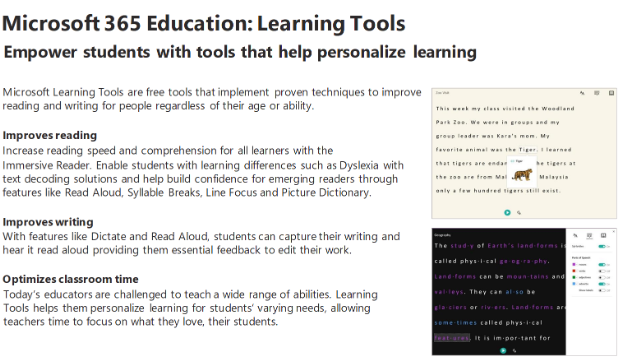 Microsoft 365 Education: Learning Tools
Empower students with tools that help personalize learning
Microsoft Learning Tools are free tools that implement proven techniques to improve
reading and writing for people regardless of their age or ability.
Improves reading
Increase reading speed and comprehension for all learners with the
Immersive Reader. Enable students with learning differences such as Dyslexia with
text decoding solutions and help build confidence for emerging readers through
features like Read Aloud, Syllable Breaks, Line Focus and Picture Dictionary.
Improves writing
With features like Dictate and Read Aloud, students can capture their writing and
hear it read aloud providing them essential feedback to edit their work.
Optimizes classroom time
Today's educators are challenged to teach a wide range of abilities. Learning
Tools helps them personalize learning for students' varying needs, allowing
teachers time to focus on what they love, their students.
This week my class visited the Woodland
Park Zoo. We were in groups and my
group leader was Kara's mom. My
favorite animal was the Tiger. I learned
that tigers are endan he tigers at
the zoo are from Mal Malaysia
only a few hundred tigers still exist.
Tiger
Geography
The stud·y of Earth's land·forms is
called phys·i·cal ge·og·ra·phy.
Land·forms can be moun·tains and
val·leys. They can al·so be
gla·siers or riv·ers. Land·forms are
some·times called phys·i·cal
feat·ures. It is im·por·tant for